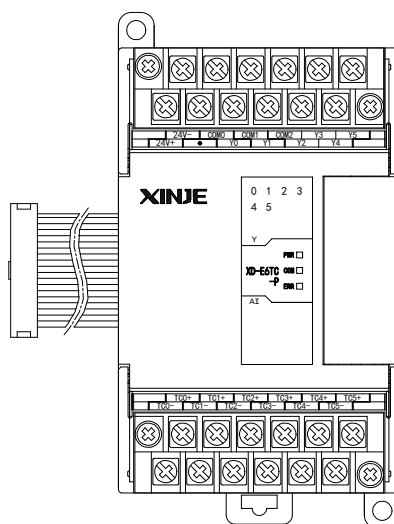 24V- COM0 COM1 COM2 Y3 Y5
24V+ • Y0 Y1 Y2 Y4
XINJE
0 1 2 3
4 5
Y
PWR
XD-E6TC COM
-P
ERR
AI
TC0+ TC1+ TC2+ TC3+ TC4+ TC5+
TC0- TC1- TC2- TC3- TC4- TC5-